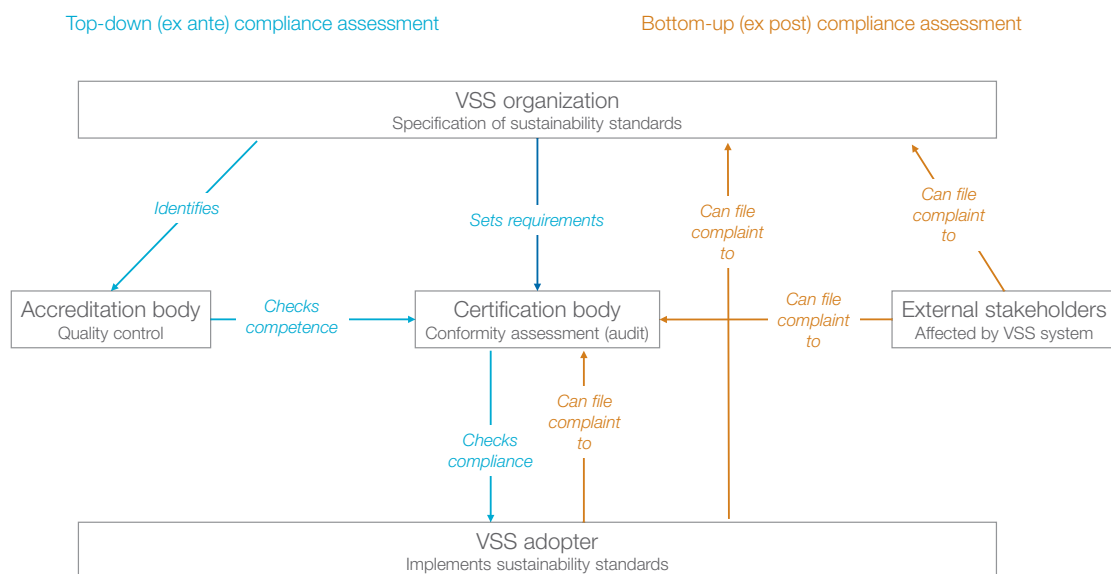 Top-down (ex ante) compliance assessment
Bottom-up (ex post) compliance assessment
VSS organization
Specification of sustainability standards
Identifies
Sets requirements
Can file
complaint
to
Can file
complaint
to
Accreditation body
Quality control
Checks
competence
Certification body
Conformity assessment (audit)
Can file
complaint
to
External stakeholders
Affected by VSS system
Checks
compliance
Can file
complaint
to
VSS adopter
Implements sustainability standards